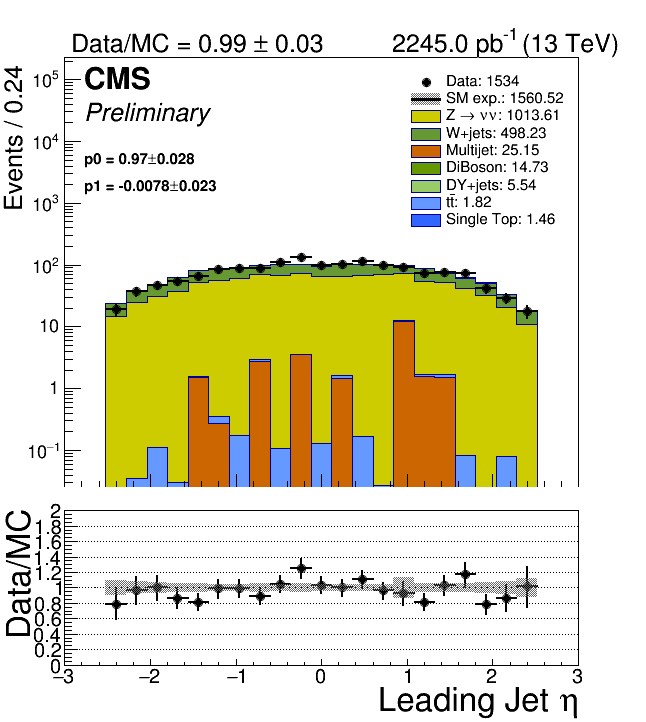 Data/MC = 0.99 ± 0.03
2245.0 pb⁻¹ (13 TeV)
Events / 0.24
CMS
Preliminary
p0 = 0.97±0.028
p1 = -0.0078±0.023
Data: 1534
SM exp.: 1560.52
Z → νν: 1013.61
W+jets: 498.23
Multijet: 25.15
DiBoson: 14.73
DY+jets: 5.54
tt̄: 1.82
Single Top: 1.46
10⁵
10⁴
10³
10²
10
1
10⁻¹
Data/MC
2
1.8
1.6
1.4
1.2
1
0.8
0.6
0.4
0.2
0
−3
−2
−1
0
1
2
3
Leading Jet η